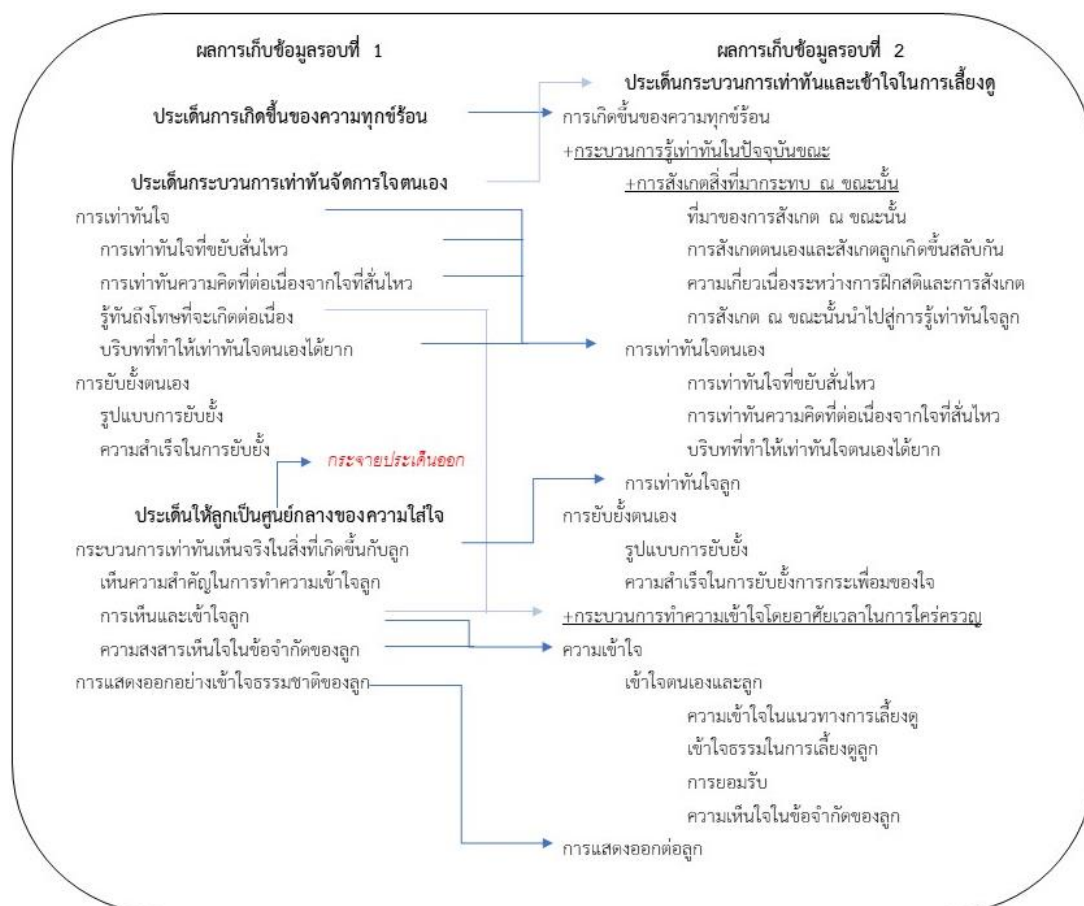 ผลการเก็บข้อมูลรอบที่ 1
ประเด็นการเกิดขึ้นของความทุกข์ร้อน
ประเด็นกระบวนการเท่าทันจัดการใจตนเอง
การเท่าทันใจ
การเท่าทันใจที่ขยับสั่นไหว
การเท่าทันความคิดที่ต่อเนื่องจากใจที่สั่นไหว
รู้ทันถึงโทษที่จะเกิดต่อเนื่อง
บริบทที่ทำให้เท่าทันใจตนเองได้ยาก
การยับยั้งตนเอง
รูปแบบการยับยั้ง
ความสำเร็จในการยับยั้ง
กระจายประเด็นออก
ประเด็นให้ลูกเป็นศูนย์กลางของความใส่ใจ
กระบวนการเท่าทันเห็นจริงในสิ่งที่เกิดขึ้นกับลูก
เห็นความสำคัญในการทำความเข้าใจลูก
การเห็นและเข้าใจลูก
ความสงสารเห็นใจในข้อจำกัดของลูก
การแสดงออกอย่างเข้าใจธรรมชาติของลูก
ผลการเก็บข้อมูลรอบที่ 2
ประเด็นกระบวนการเท่าทันและเข้าใจในการเลี้ยงดู
การเกิดขึ้นของความทุกข์ร้อน
+กระบวนการรู้เท่าทันในปัจจุบันขณะ
+การสังเกตสิ่งที่มากระทบ ณ ขณะนั้น
ที่มาของการสังเกต ณ ขณะนั้น
การสังเกตตนเองและสังเกตลูกเกิดขึ้นสลับกัน
ความเกี่ยวเนื่องระหว่างการฝึกสติและการสังเกต
การสังเกต ณ ขณะนั้นนำไปสู่การรู้เท่าทันใจลูก
การเท่าทันใจตนเอง
การเท่าทันใจที่ขยับสั่นไหว
การเท่าทันความคิดที่ต่อเนื่องจากใจที่สั่นไหว
บริบทที่ทำให้เท่าทันใจตนเองได้ยาก
การเท่าทันใจลูก
การยับยั้งตนเอง
รูปแบบการยับยั้ง
ความสำเร็จในการยับยั้งการกระเพื่อมของใจ
+กระบวนการทำความเข้าใจโดยอาศัยเวลาในการใคร่ครวญ
ความเข้าใจ
เข้าใจตนเองและลูก
ความเข้าใจในแนวทางการเลี้ยงดู
เข้าใจธรรมในการเลี้ยงดูลูก
การยอมรับ
ความเห็นใจในข้อจำกัดของลูก
การแสดงออกต่อลูก